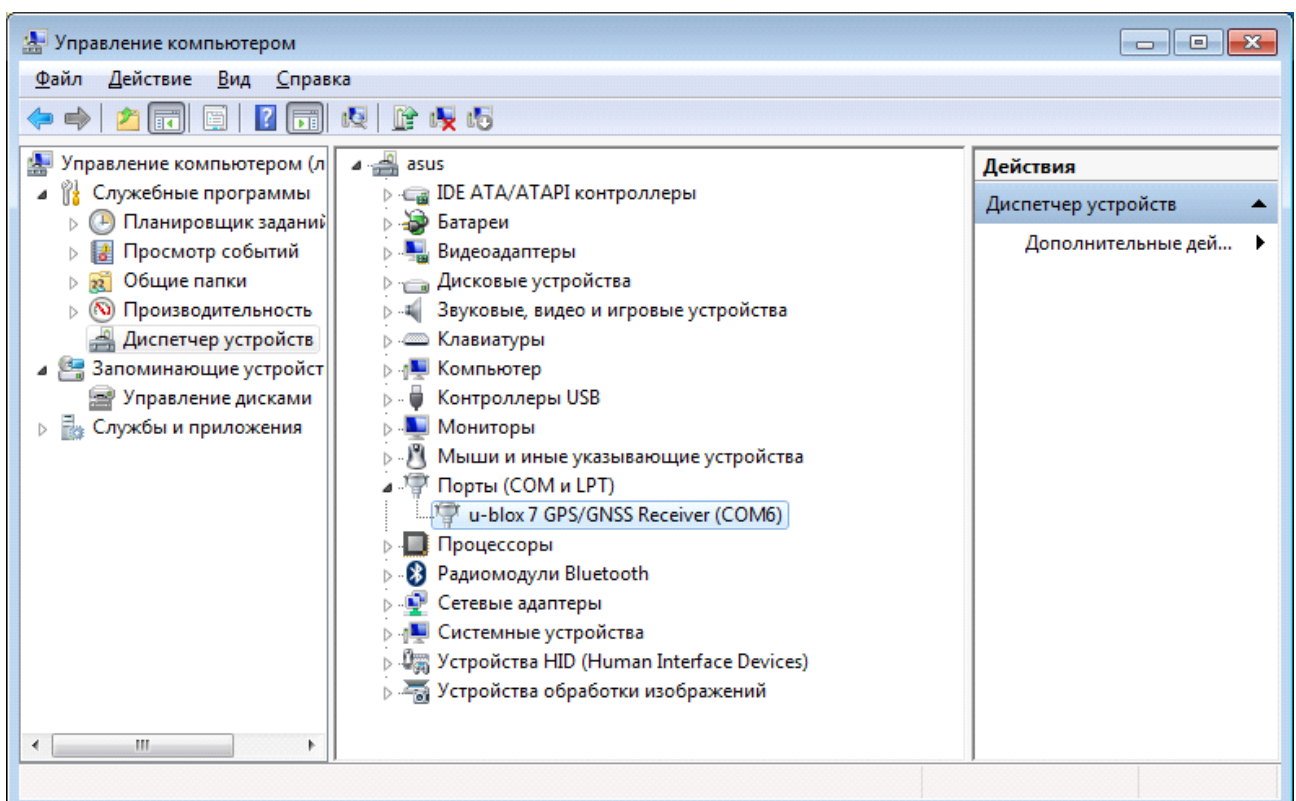 Управление компьютером
Файл Действие Вид Справка
Управление компьютером (л
Служебные программы
Планировщик заданий
Просмотр событий
Общие папки
Производительность
Диспетчер устройств
Запоминающие устройст
Управление дисками
Службы и приложения
asus
IDE ATA/ATAPI контроллеры
Батареи
Видеоадаптеры
Дисковые устройства
Звуковые, видео и игровые устройства
Клавиатуры
Компьютер
Контроллеры USB
Мониторы
Мыши и иные указывающие устройства
Порты (COM и LPT)
u-blox 7 GPS/GNSS Receiver (COM6)
Процессоры
Радиомодули Bluetooth
Сетевые адаптеры
Системные устройства
Устройства HID (Human Interface Devices)
Устройства обработки изображений
Действия
Диспетчер устройств
Дополнительные дей...